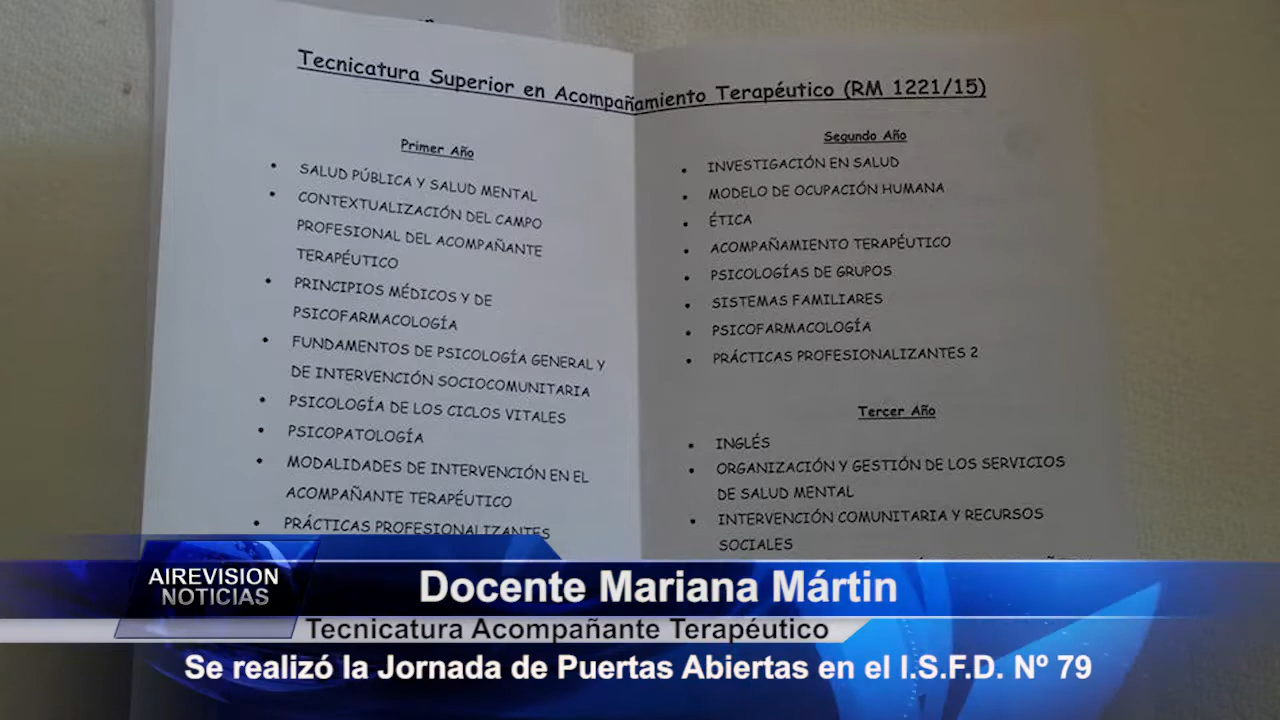 Tecnicatura Superior en Acompañamiento Terapéutico (RM 1221/15)
Primer Año
• SALUD PÚBLICA Y SALUD MENTAL
• CONTEXTUALIZACIÓN DEL CAMPO
PROFESIONAL DEL ACOMPAÑANTE
TERAPÉUTICO
• PRINCIPIOS MÉDICOS Y DE
PSICOFARMACOLOGÍA
• FUNDAMENTOS DE PSICOLOGÍA GENERAL Y
DE INTERVENCIÓN SOCIOCOMUNITARIA
• PSICOLOGÍA DE LOS CICLOS VITALES
• PSICOPATOLOGÍA
• MODALIDADES DE INTERVENCIÓN EN EL
ACOMPAÑANTE TERAPÉUTICO
• PRÁCTICAS PROFESIONALIZANTES
Segundo Año
• INVESTIGACIÓN EN SALUD
• MODELO DE OCUPACIÓN HUMANA
• ÉTICA
• ACOMPAÑAMIENTO TERAPÉUTICO
• PSICOLOGÍAS DE GRUPOS
• SISTEMAS FAMILIARES
• PSICOFARMACOLOGÍA
• PRÁCTICAS PROFESIONALIZANTES 2
Tercer Año
• INGLÉS
• ORGANIZACIÓN Y GESTIÓN DE LOS SERVICIOS
DE SALUD MENTAL
• INTERVENCIÓN COMUNITARIA Y RECURSOS
SOCIALES
AIREVISION
NOTICIAS
Docente Mariana Mártin
Tecnicatura Acompañante Terapéutico
Se realizó la Jornada de Puertas Abiertas en el I.S.F.D. Nº 79